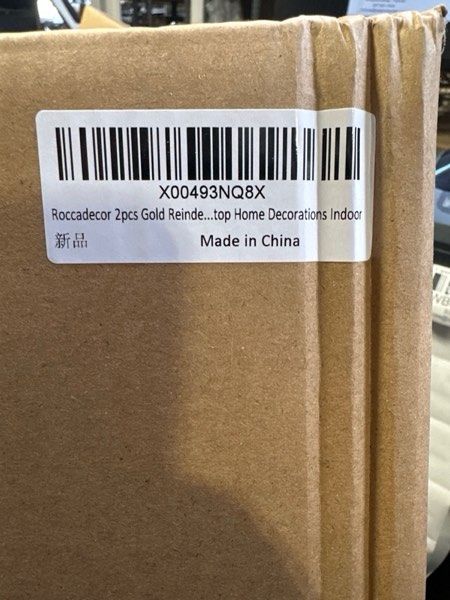 X00493NQ8X
Roccadecor 2pcs Gold Reinde...top Home Decorations Indoor
新品
Made in China